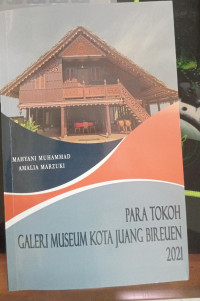 MARYANI MUHAMMAD
AMALIA MARZUKI
PARA TOKOH
GALERI MUSEUM KOTA JUANG BIREUEN
2021